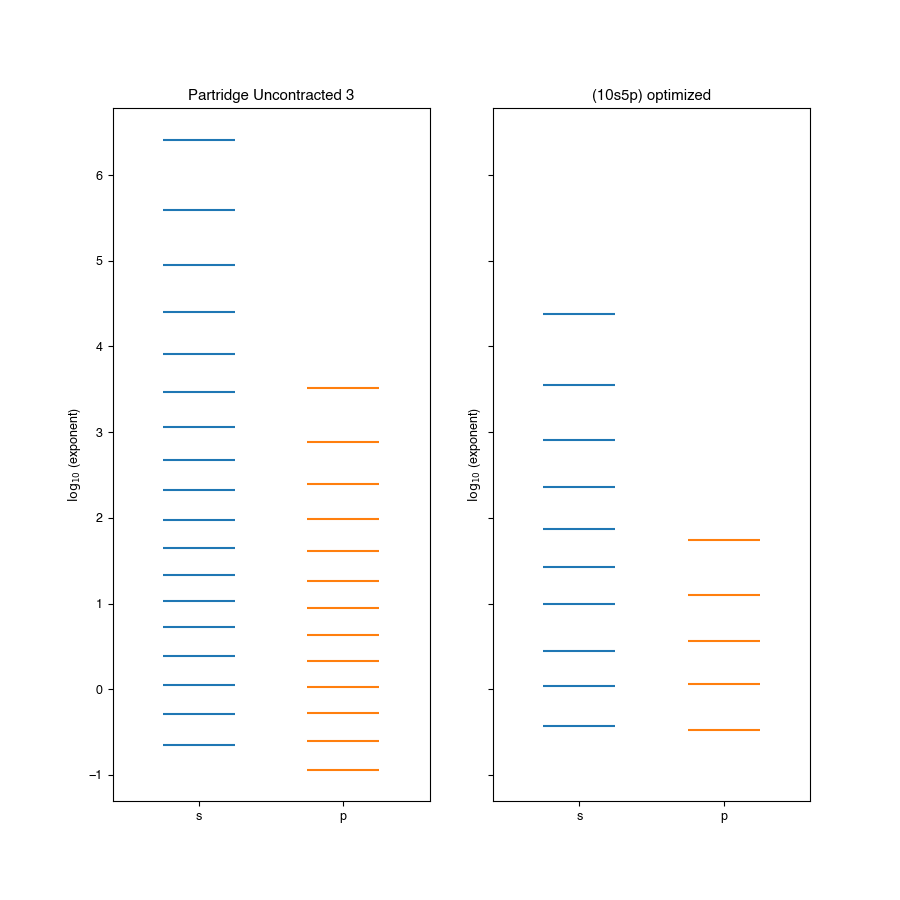 Partridge Uncontracted 3
6
5
4
3
2
1
0
−1
log₁₀ (exponent)
s p
(10s5p) optimized
log₁₀ (exponent)
s p